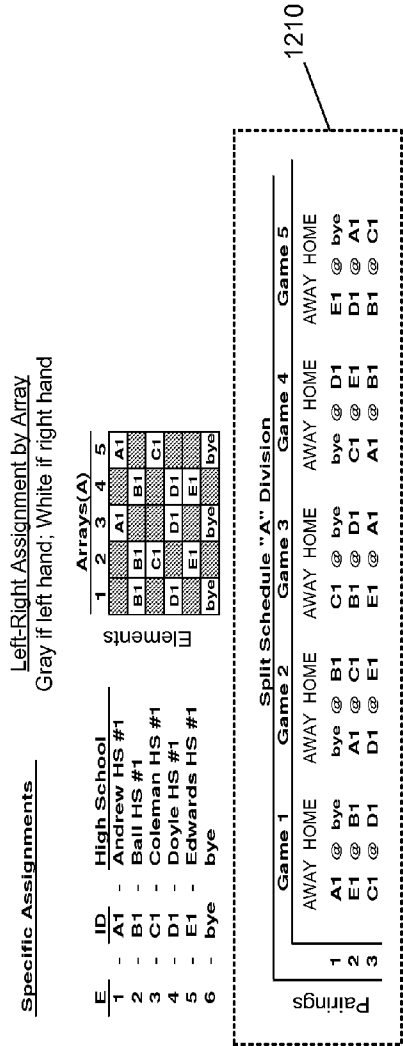 Specific Assignments
E ID High School
1 - A1 - Andrew HS #1
2 - B1 - Ball HS #1
3 - C1 - Coleman HS #1
4 - D1 - Doyle HS #1
5 - E1 - Edwards HS #1
6 - bye - bye
Left-Right Assignment by Array
Gray if left hand; White if right hand
Arrays(A)
1 2 3 4 5
Elements
A1 A1
B1 B1 B1
C1 C1
D1 D1 D1
E1 E1
bye bye bye
Split Schedule "A" Division
Game 1 Game 2 Game 3 Game 4 Game 5
AWAY HOME AWAY HOME AWAY HOME AWAY HOME AWAY HOME
Pairings
1 A1 @ bye bye @ B1 C1 @ bye bye @ D1 E1 @ bye
2 E1 @ B1 A1 @ C1 B1 @ D1 C1 @ E1 D1 @ A1
3 C1 @ D1 D1 @ E1 E1 @ A1 A1 @ B1 B1 @ C1
1210